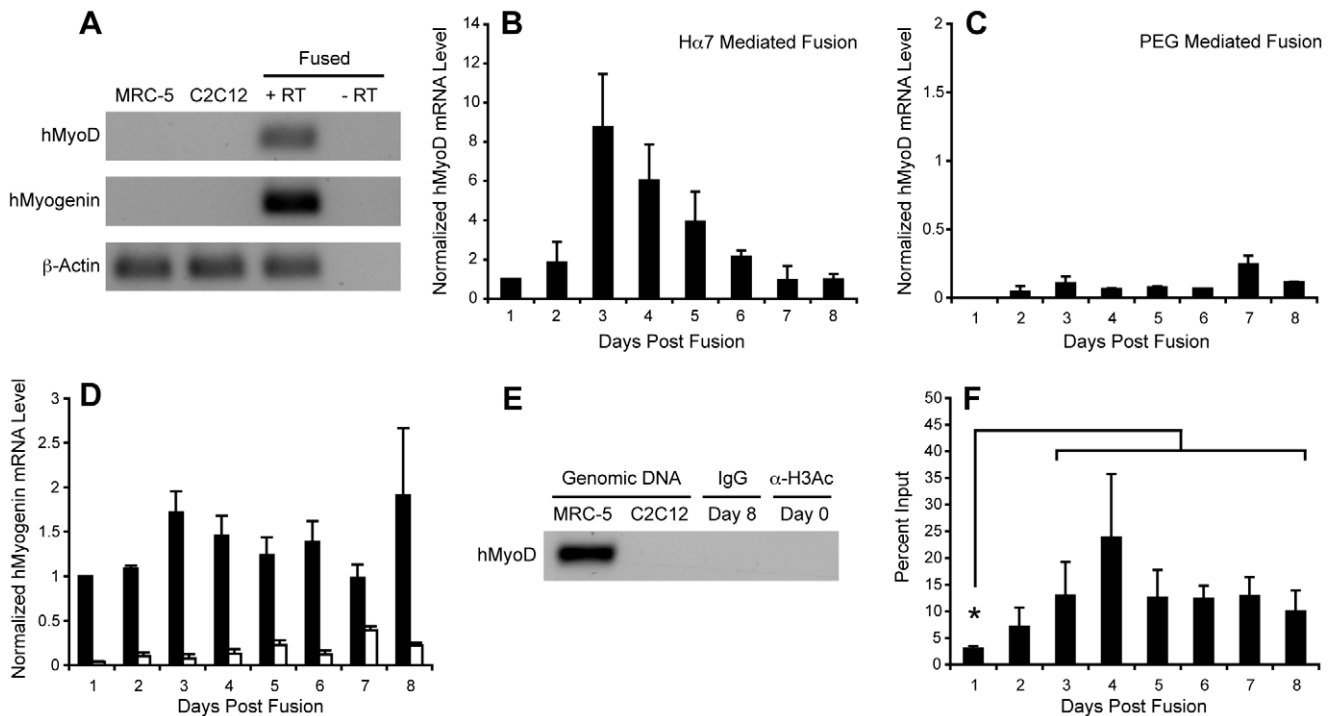 A
Fused
MRC-5 C2C12 + RT - RT
hMyoD
hMyogenin
β-Actin
B
Hα7 Mediated Fusion
Normalized hMyoD mRNA Level
14
12
10
8
6
4
2
0
1 2 3 4 5 6 7 8
Days Post Fusion
C
PEG Mediated Fusion
Normalized hMyoD mRNA Level
2
1.5
1
0.5
0
1 2 3 4 5 6 7 8
Days Post Fusion
D
Normalized hMyogenin mRNA Level
3
2.5
2
1.5
1
0.5
0
1 2 3 4 5 6 7 8
Days Post Fusion
E
Genomic DNA IgG α-H3Ac
MRC-5 C2C12 Day 8 Day 0
hMyoD
F
Percent Input
50
45
40
35
30
25
20
15
10
5
0
*
1 2 3 4 5 6 7 8
Days Post Fusion